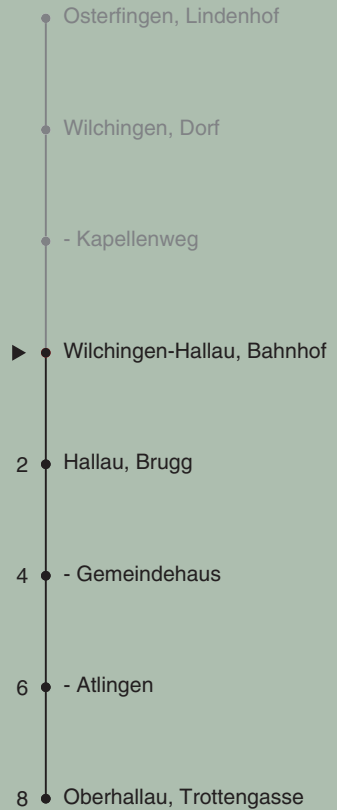 Osterfingen, Lindenhof
Wilchingen, Dorf
- Kapellenweg
Wilchingen-Hallau, Bahnhof
2 Hallau, Brugg
4 - Gemeindehaus
6 - Atlingen
8 Oberhallau, Trottengasse